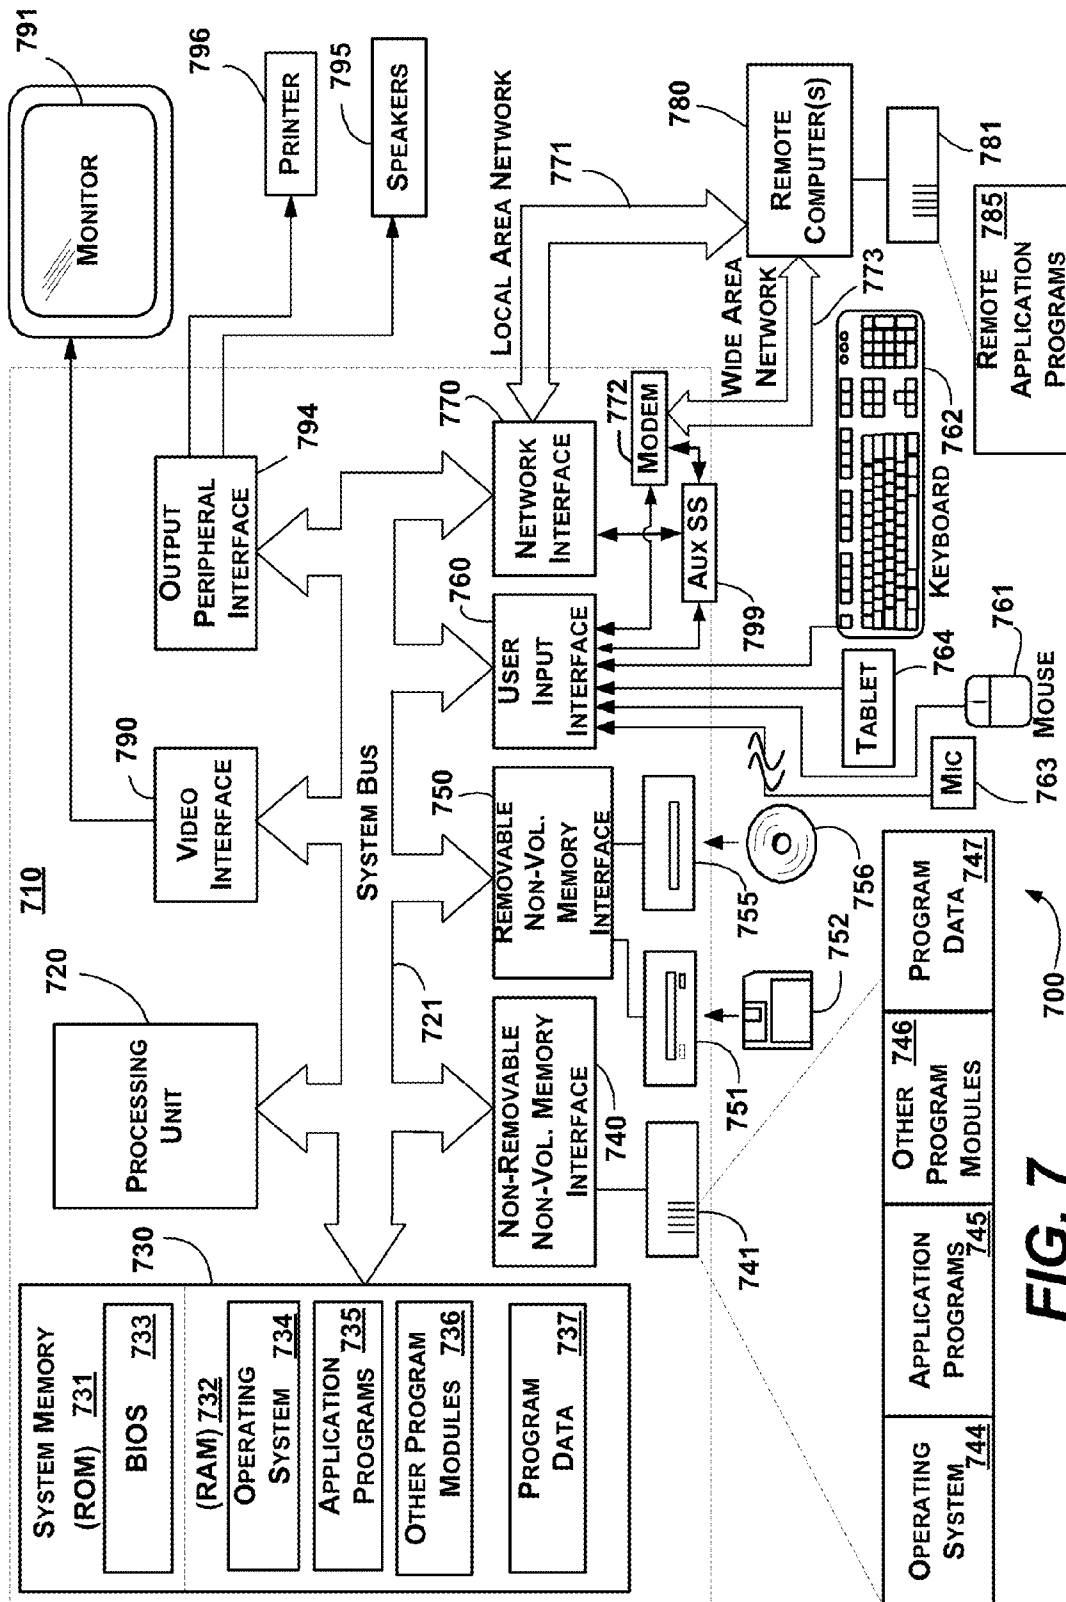 710
SYSTEM MEMORY
(ROM) 731
BIOS 733
(RAM) 732
OPERATING
SYSTEM 734
APPLICATION
PROGRAMS 735
OTHER PROGRAM
MODULES 736
PROGRAM
DATA 737
730
PROCESSING
UNIT
720
VIDEO
INTERFACE
790
OUTPUT
PERIPHERAL
INTERFACE
794
MONITOR
791
PRINTER
796
SPEAKERS
795
SYSTEM BUS
721
NON-REMOVABLE
NON-VOL. MEMORY
INTERFACE
740
REMOVABLE
NON-VOL.
MEMORY
INTERFACE
750
USER
INPUT
INTERFACE
760
NETWORK
INTERFACE
770
LOCAL AREA NETWORK
771
MODEM
772
AUX SS
799
WIDE AREA
NETWORK
773
REMOTE
COMPUTER(S)
780
781
REMOTE 785
APPLICATION
PROGRAMS
741
751
752
755
756
MIC
763
TABLET
764
MOUSE
761
KEYBOARD
762
OPERATING
SYSTEM 744
APPLICATION
PROGRAMS 745
OTHER 746
PROGRAM
MODULES
PROGRAM
DATA 747
700
FIG. 7